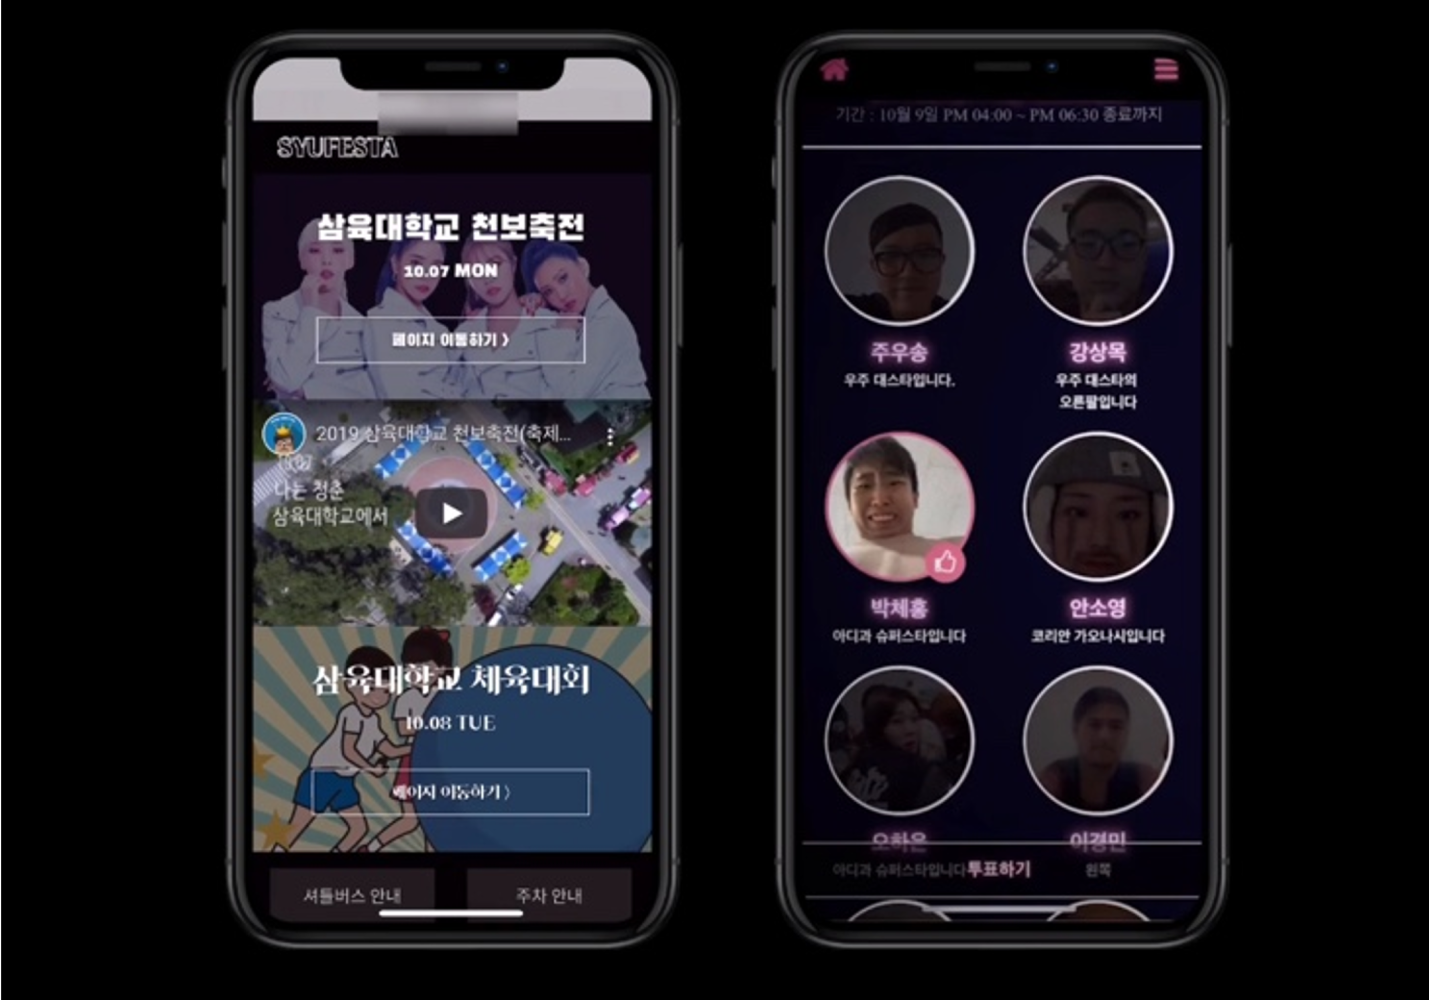 SYUFESTA
삼육대학교 천보축전
10.07 MON
페이지 이동하기 〉
2019 삼육대학교 천보축전(축제...
나는 청춘
삼육대학교에서
삼육대학교 체육대회
10.08 TUE
페이지 이동하기 〉
셔틀버스 안내
주차 안내
기간 : 10월 9일 PM 04:00 ~ PM 06:30 종료까지
주우송
우주 대스타입니다.
강상목
우주 대스타의
오른팔입니다
박체홍
아디과 슈퍼스타입니다
안소영
코리안 가오나시입니다
오하은
아디과 슈퍼스타입니다
이경민
왼쪽
투표하기